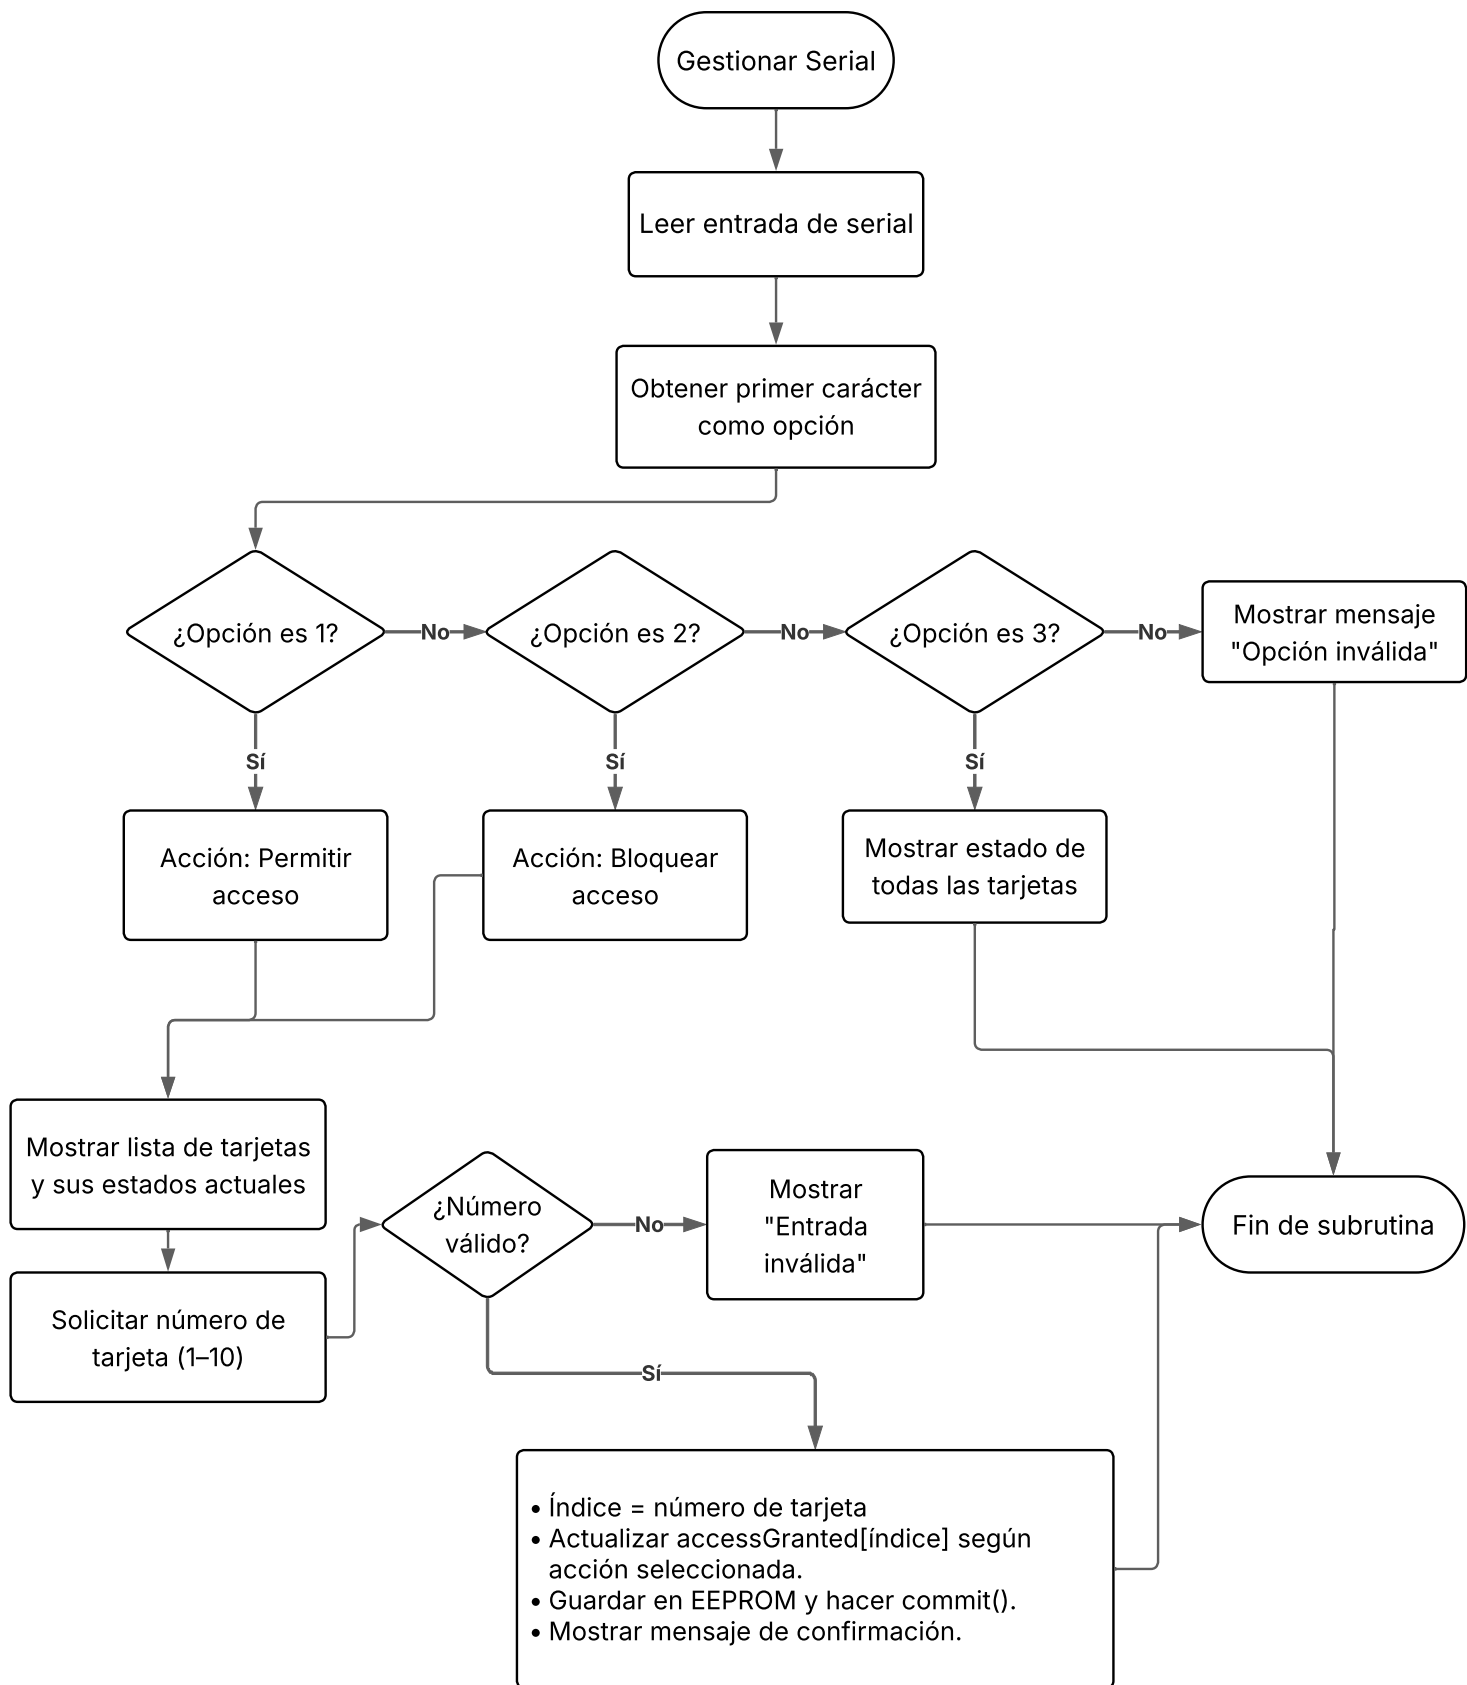 Gestionar Serial
Leer entrada de serial
Obtener primer carácter
como opción
¿Opción es 1?
No
¿Opción es 2?
No
¿Opción es 3?
No
Mostrar mensaje
"Opción inválida"
Sí
Sí
Sí
Acción: Permitir
acceso
Acción: Bloquear
acceso
Mostrar estado de
todas las tarjetas
Mostrar lista de tarjetas
y sus estados actuales
Solicitar número de
tarjeta (1–10)
¿Número
válido?
No
Mostrar
"Entrada
inválida"
Fin de subrutina
Sí
• Índice = número de tarjeta
• Actualizar accessGranted[índice] según
acción seleccionada.
• Guardar en EEPROM y hacer commit().
• Mostrar mensaje de confirmación.